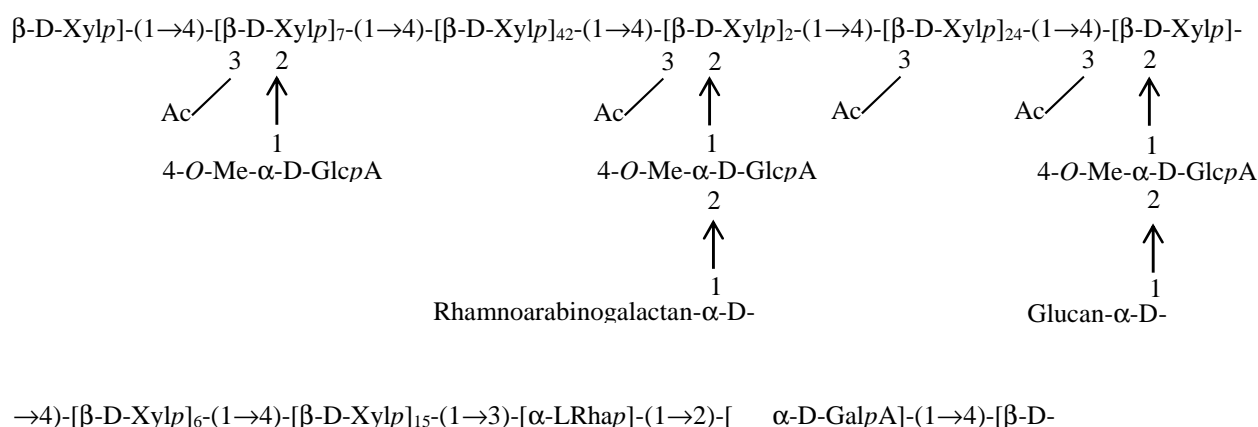 β-D-Xylp]-(1→4)-[β-D-Xylp]7-(1→4)-[β-D-Xylp]42-(1→4)-[β-D-Xylp]2-(1→4)-[β-D-Xylp]24-(1→4)-[β-D-Xylp]-
3 2 3 2 3 3 2
Ac Ac Ac Ac
1 1 1
4-O-Me-α-D-GlcpA 4-O-Me-α-D-GlcpA 4-O-Me-α-D-GlcpA
2 2
1 1
Rhamnoarabinogalactan-α-D- Glucan-α-D-
→4)-[β-D-Xylp]6-(1→4)-[β-D-Xylp]15-(1→3)-[α-LRhap]-(1→2)-[ α-D-GalpA]-(1→4)-[β-D-